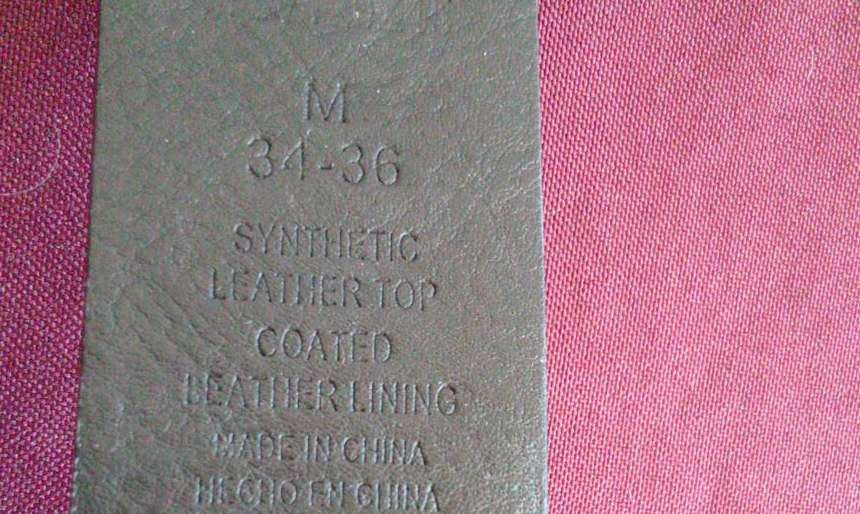 M
34-36
SYNTHETIC
LEATHER TOP
COATED
LEATHER LINING
MADE IN CHINA
HECHO EN CHINA